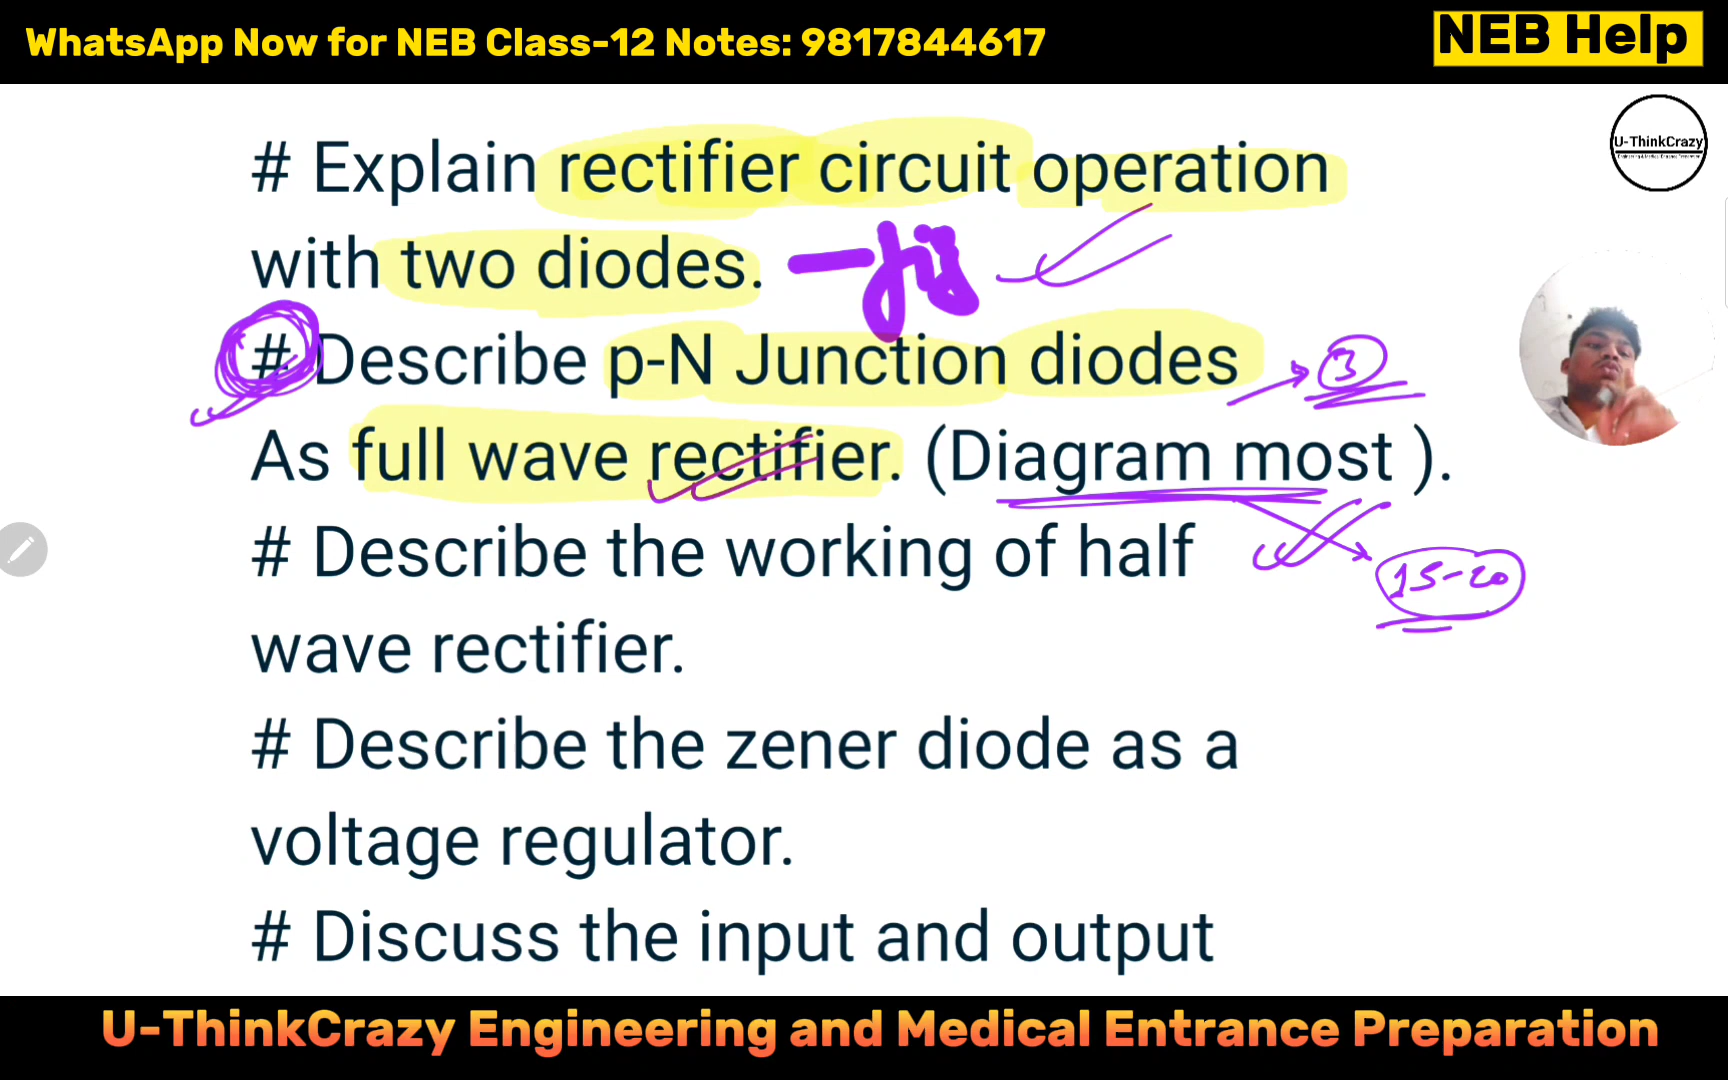 WhatsApp Now for NEB Class-12 Notes: 9817844617
NEB Help
U-ThinkCrazy
# Explain rectifier circuit operation
with two diodes. — fig
# Describe p-N Junction diodes → 3
As full wave rectifier. (Diagram most ).
# Describe the working of half
15-20
wave rectifier.
# Describe the zener diode as a
voltage regulator.
# Discuss the input and output
U-ThinkCrazy Engineering and Medical Entrance Preparation